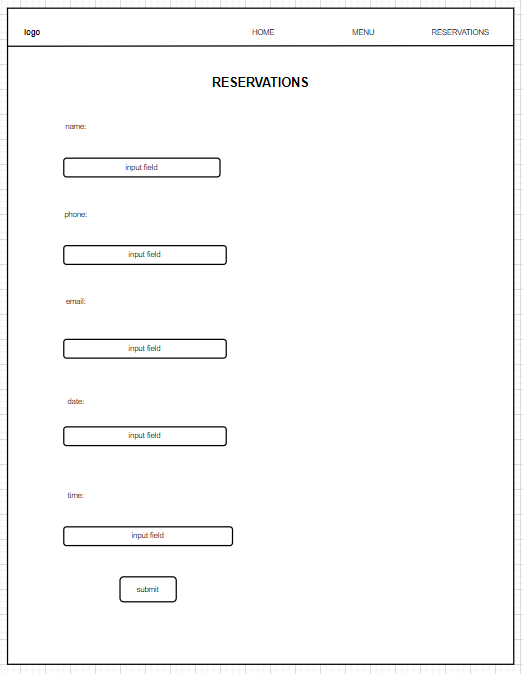 logo HOME MENU RESERVATIONS
RESERVATIONS
name:
input field
phone:
input field
email:
input field
date:
input field
time:
input field
submit